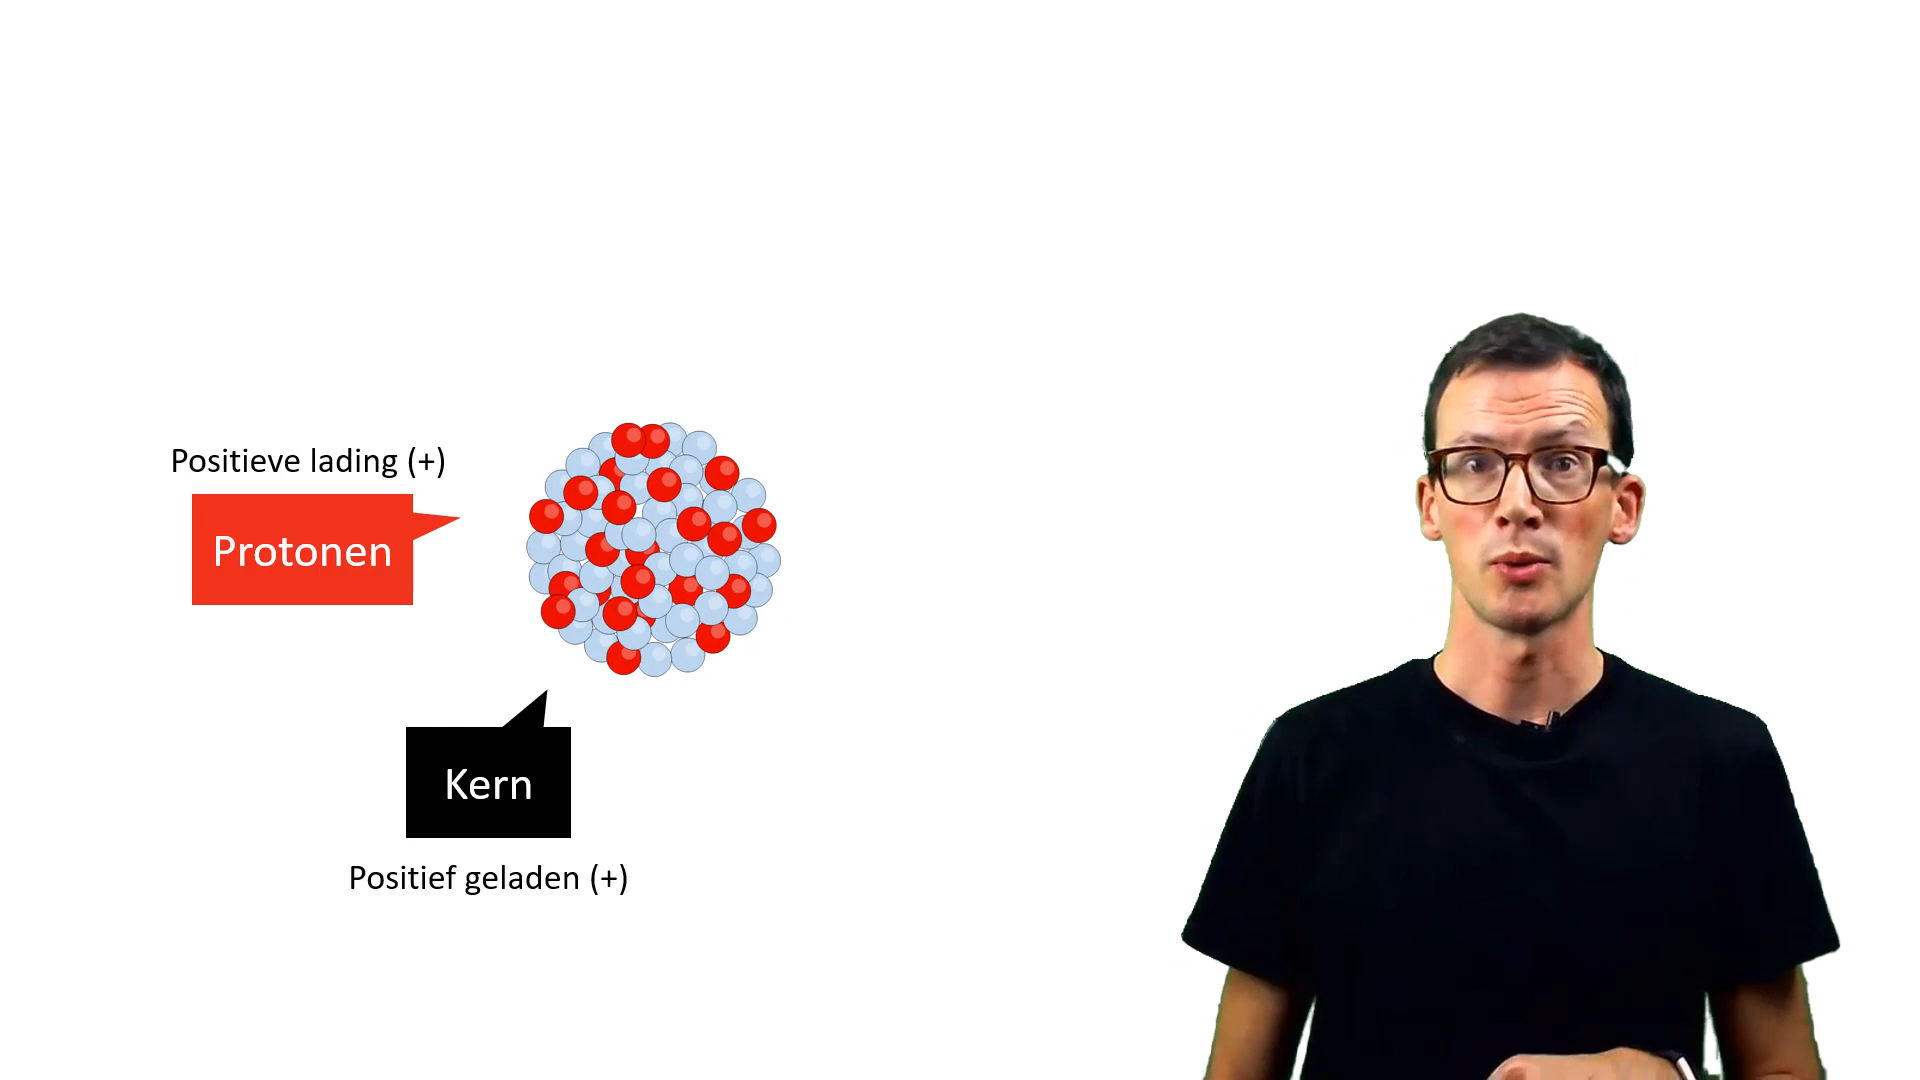 Positieve lading (+)
Protonen
Kern
Positief geladen (+)